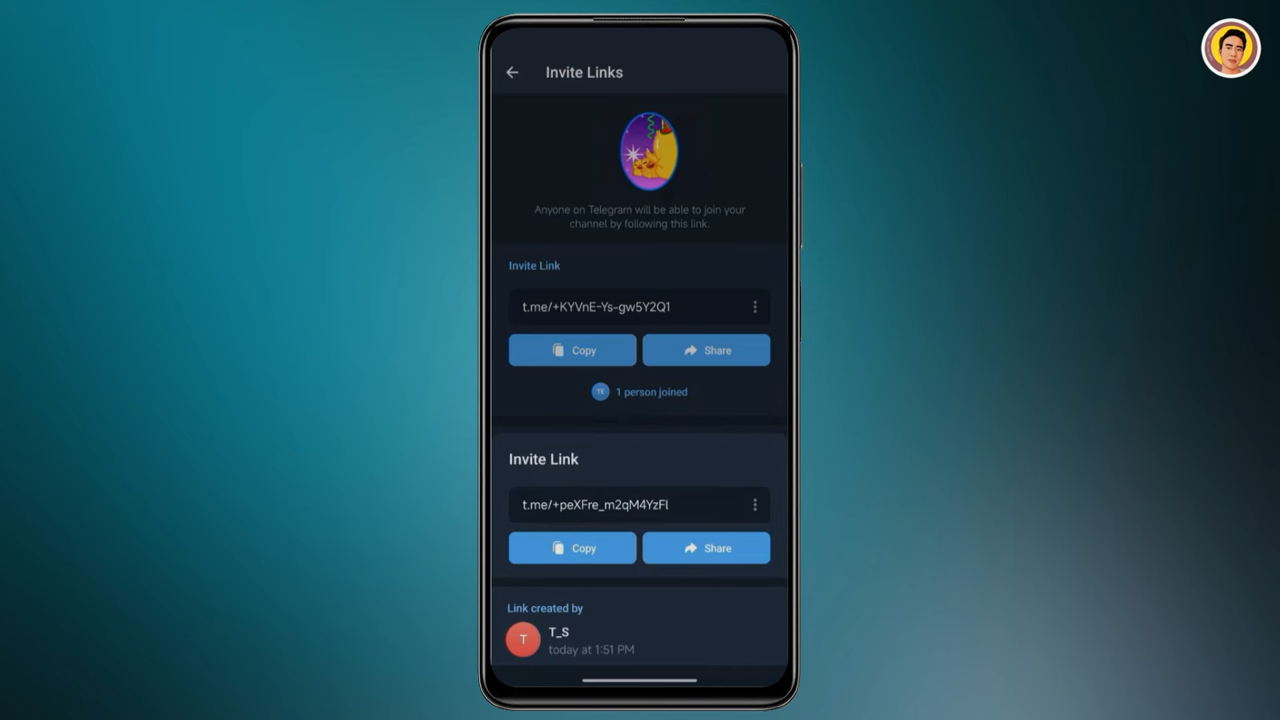 Invite Links
Anyone on Telegram will be able to join your
channel by following this link.
Invite Link
t.me/+KYVnE-Ys-gw5Y2Q1
Copy
Share
1 person joined
Invite Link
t.me/+peXFre_m2qM4YzFl
Copy
Share
Link created by
T
T_S
today at 1:51 PM